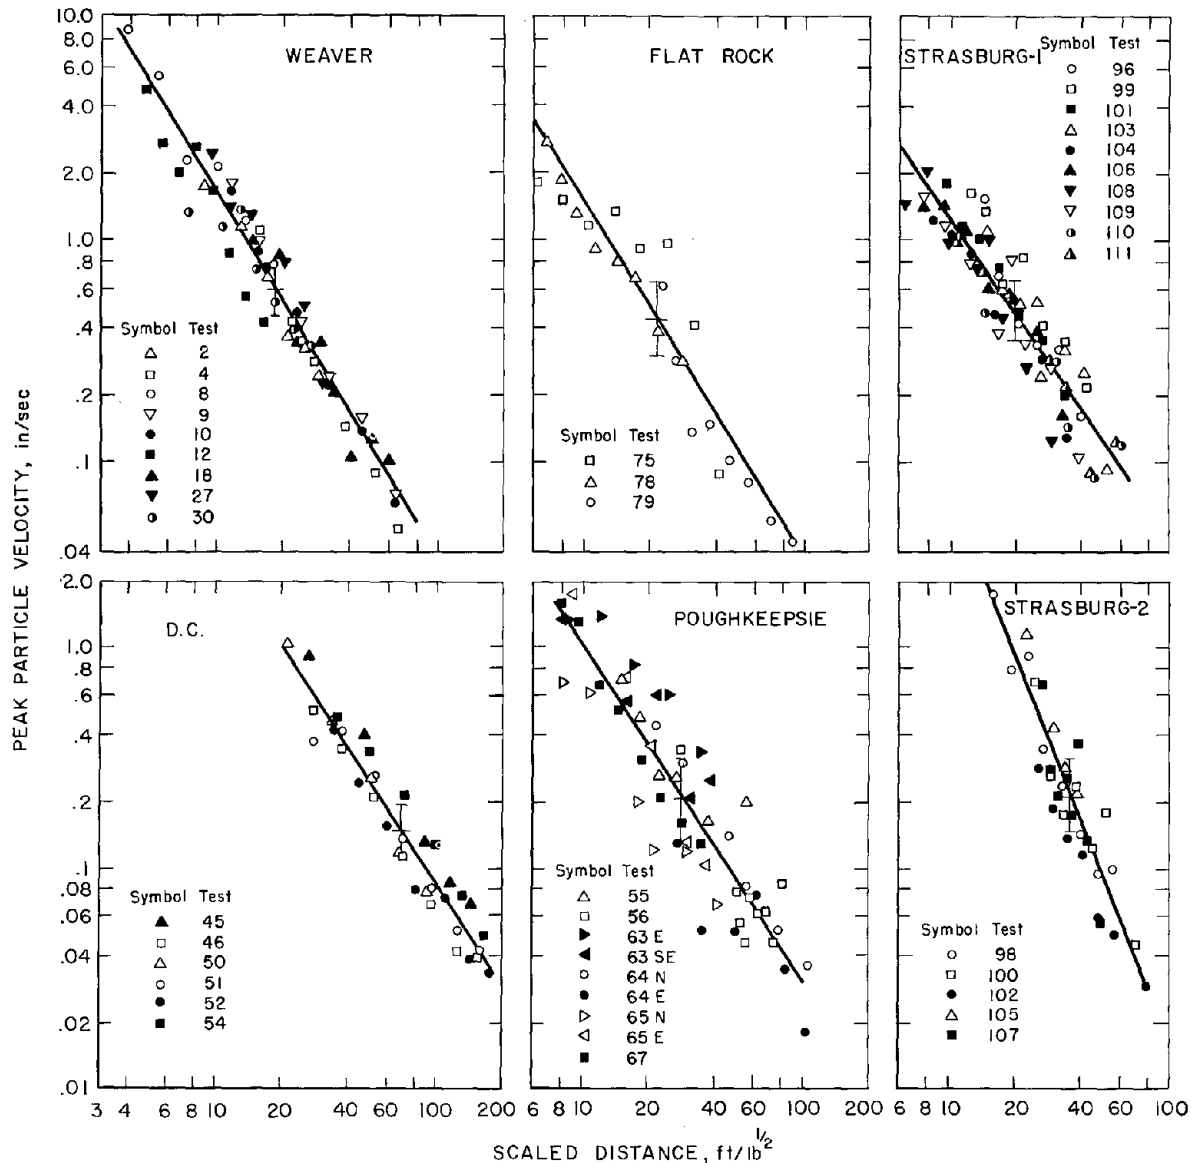 WEAVER
10.0
8.0
6.0
4.0
2.0
1.0
.8
.6
.4
.2
.1
.04
Symbol Test
2
4
8
9
10
12
18
27
30
FLAT ROCK
Symbol Test
75
78
79
STRASBURG-1
Symbol Test
96
99
101
103
104
106
108
109
110
111
PEAK PARTICLE VELOCITY, in/sec
D.C.
2.0
1.0
.8
.6
.4
.2
.1
.08
.06
.04
.02
.01
Symbol Test
45
46
50
51
52
54
3 4 6 8 10 20 40 60 100 200
POUGHKEEPSIE
Symbol Test
55
56
63 E
63 SE
64 N
64 E
65 N
65 E
67
6 8 10 20 40 60 100 200
STRASBURG-2
Symbol Test
98
100
102
105
107
6 8 10 20 40 60 100
SCALED DISTANCE, ft/lb^1/2